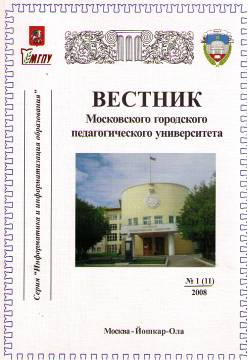 МГПУ
ВЕСТНИК
Московского городского
педагогического университета
Серия "Информатика и информатизация образования"
№ 1 (11)
2008
Москва - Йошкар-Ола